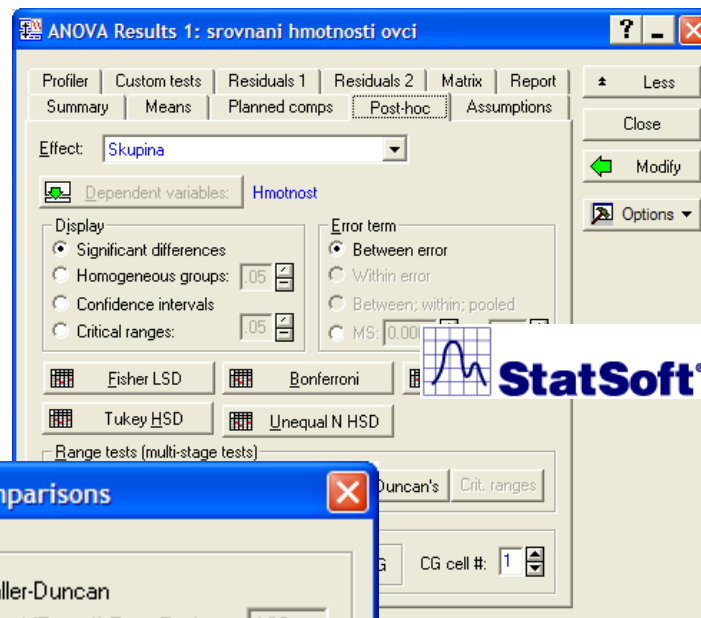 ANOVA Results 1: srovnani hmotnosti ovci
Profiler Custom tests Residuals 1 Residuals 2 Matrix Report
Summary Means Planned comps Post-hoc Assumptions
Less
Close
Modify
Options
Effect: Skupina
Dependent variables: Hmotnost
Display
Significant differences
Homogeneous groups: .05
Confidence intervals
Critical ranges: .05
Error term
Between error
Within error
Between; within; pooled
MS:
StatSoft
Fisher LSD Bonferroni
Tukey HSD Unequal N HSD
Range tests (multi-stage tests)
Duncan's Crit. ranges
CG cell #: 1